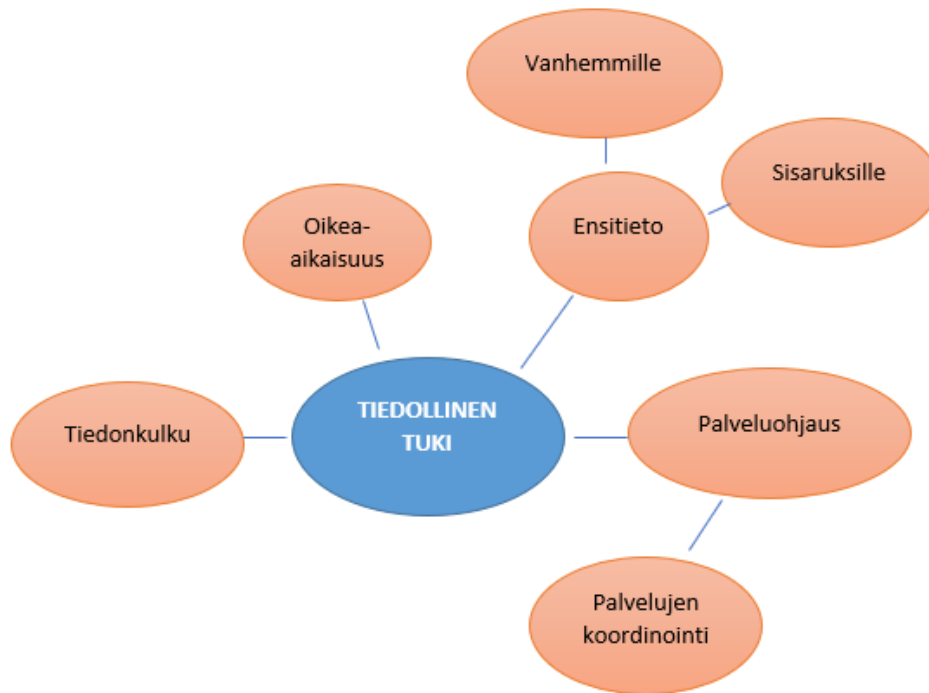 Vanhemmille
Sisaruksille
Ensitieto
Oikea-
aikaisuus
TIEDOLLINEN
TUKI
Tiedonkulku
Palveluohjaus
Palvelujen
koordinointi